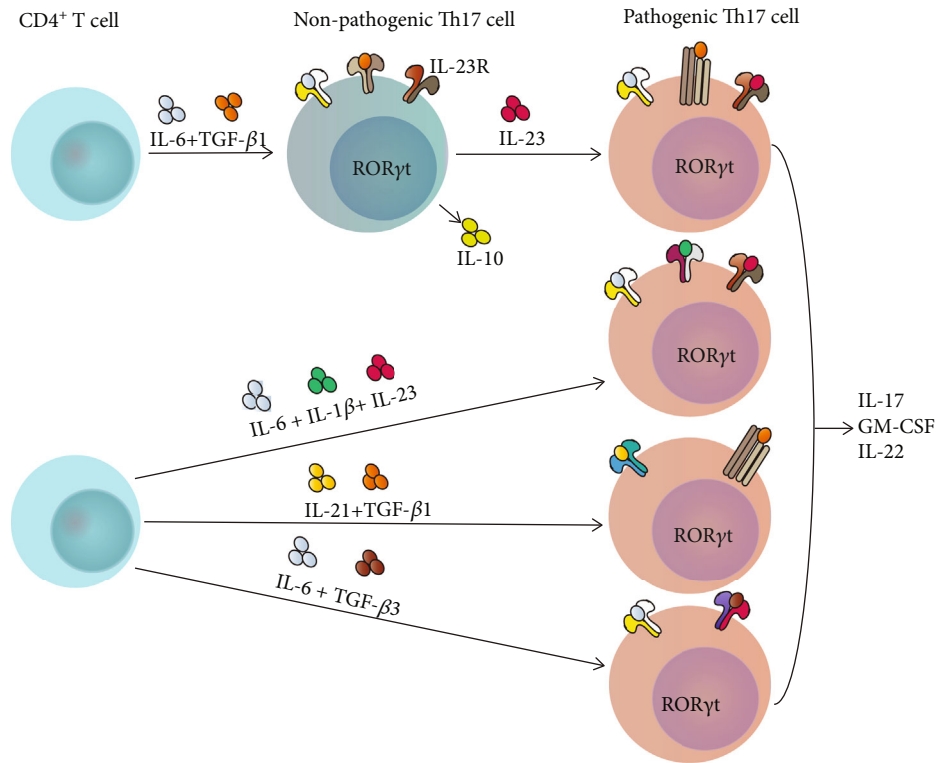 CD4⁺ T cell
Non-pathogenic Th17 cell
Pathogenic Th17 cell
IL-23R
IL-6+TGF-β1
IL-23
RORγt
RORγt
IL-10
RORγt
IL-6 + IL-1β+ IL-23
IL-17
GM-CSF
IL-22
IL-21+TGF-β1
RORγt
IL-6 + TGF-β3
RORγt